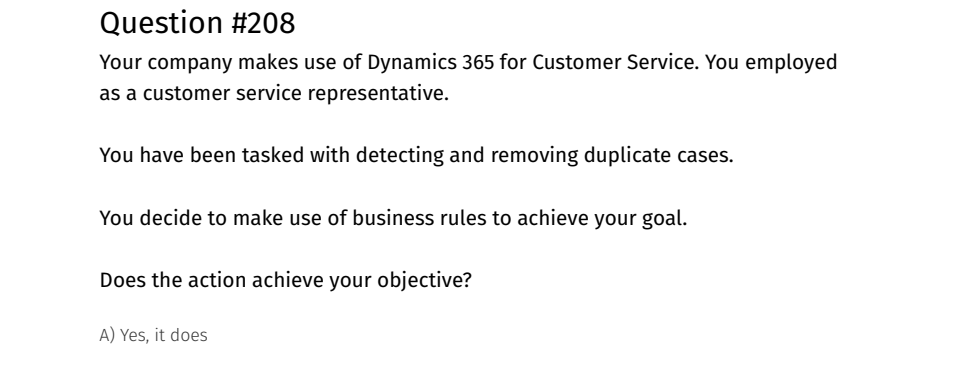 Question #208
Your company makes use of Dynamics 365 for Customer Service. You employed
as a customer service representative.
You have been tasked with detecting and removing duplicate cases.
You decide to make use of business rules to achieve your goal.
Does the action achieve your objective?
A) Yes, it does